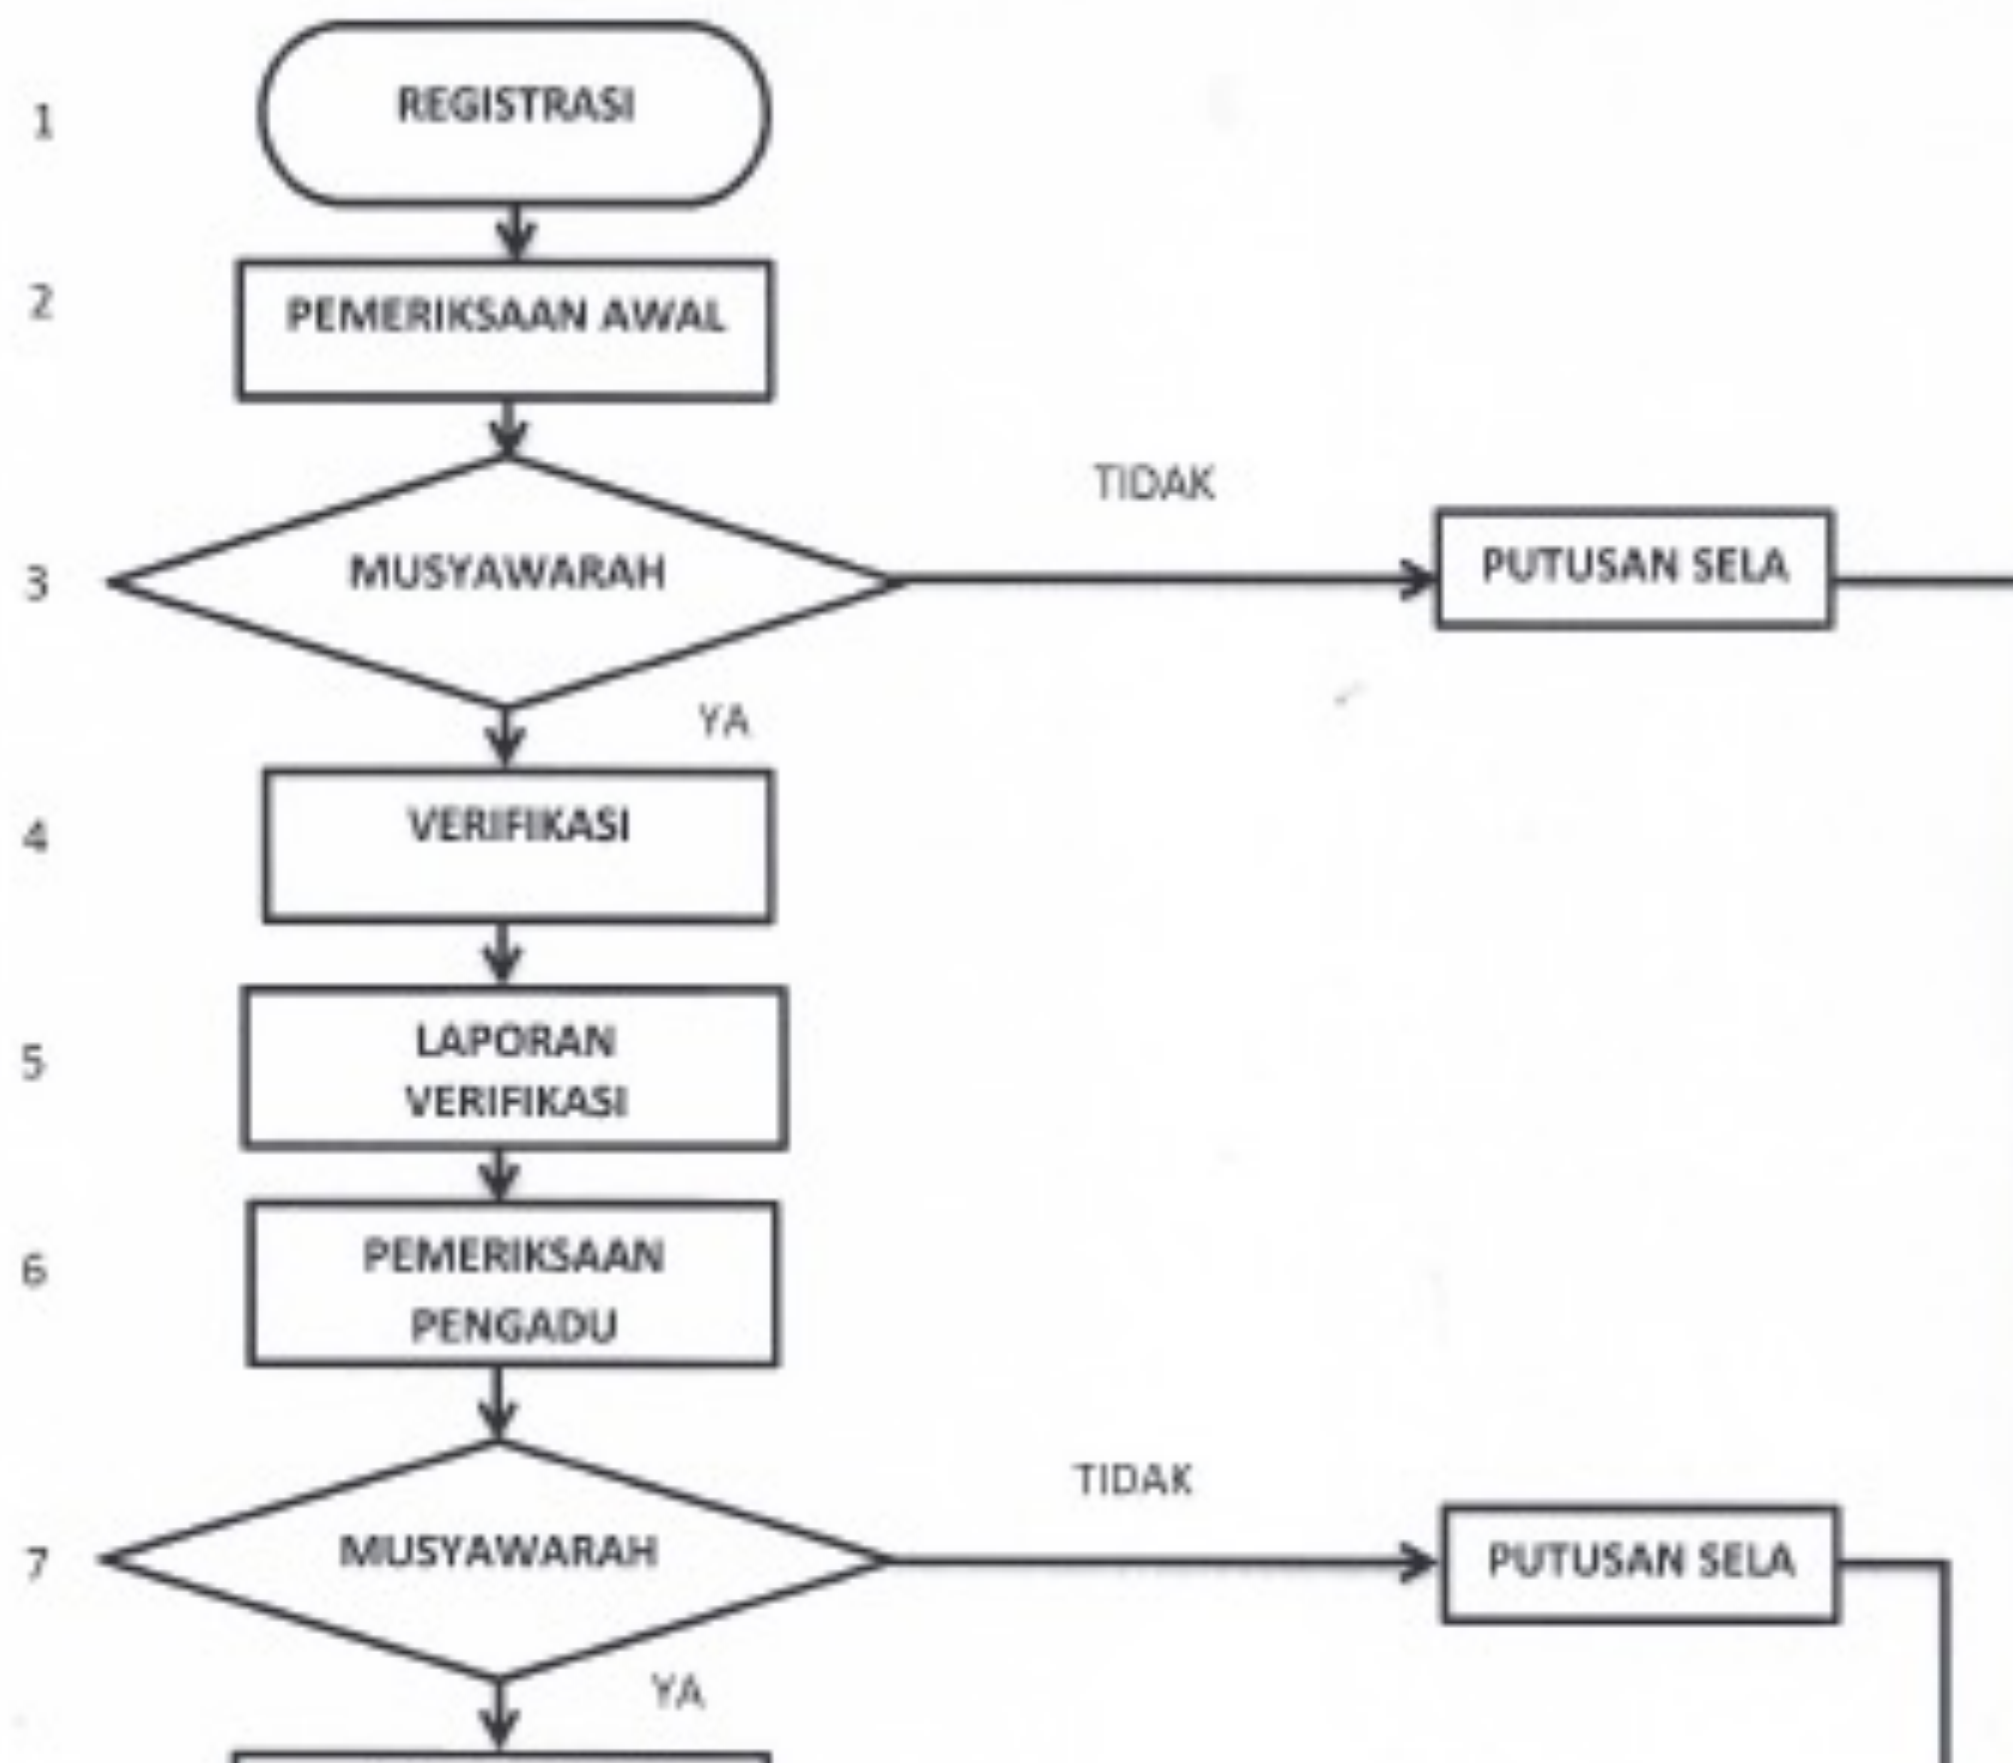 1
REGISTRASI
2
PEMERIKSAAN AWAL
TIDAK
3
MUSYAWARAH
PUTUSAN SELA
YA
4
VERIFIKASI
5
LAPORAN
VERIFIKASI
6
PEMERIKSAAN
PENGADU
TIDAK
7
MUSYAWARAH
PUTUSAN SELA
YA